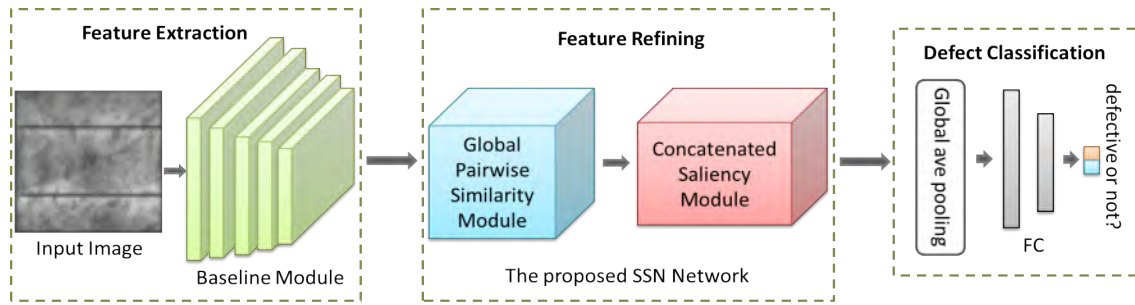 Feature Extraction
Input Image
Baseline Module
Feature Refining
Global
Pairwise
Similarity
Module
Concatenated
Saliency
Module
The proposed SSN Network
Defect Classification
Global ave pooling
FC
defective or not?